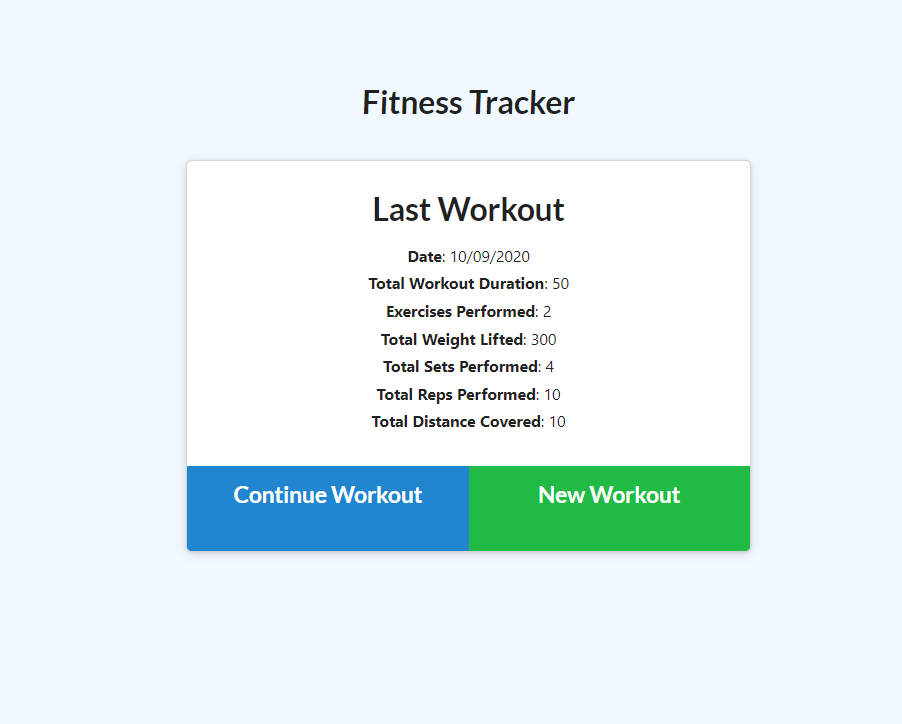 Fitness Tracker
Last Workout
Date: 10/09/2020
Total Workout Duration: 50
Exercises Performed: 2
Total Weight Lifted: 300
Total Sets Performed: 4
Total Reps Performed: 10
Total Distance Covered: 10
Continue Workout
New Workout